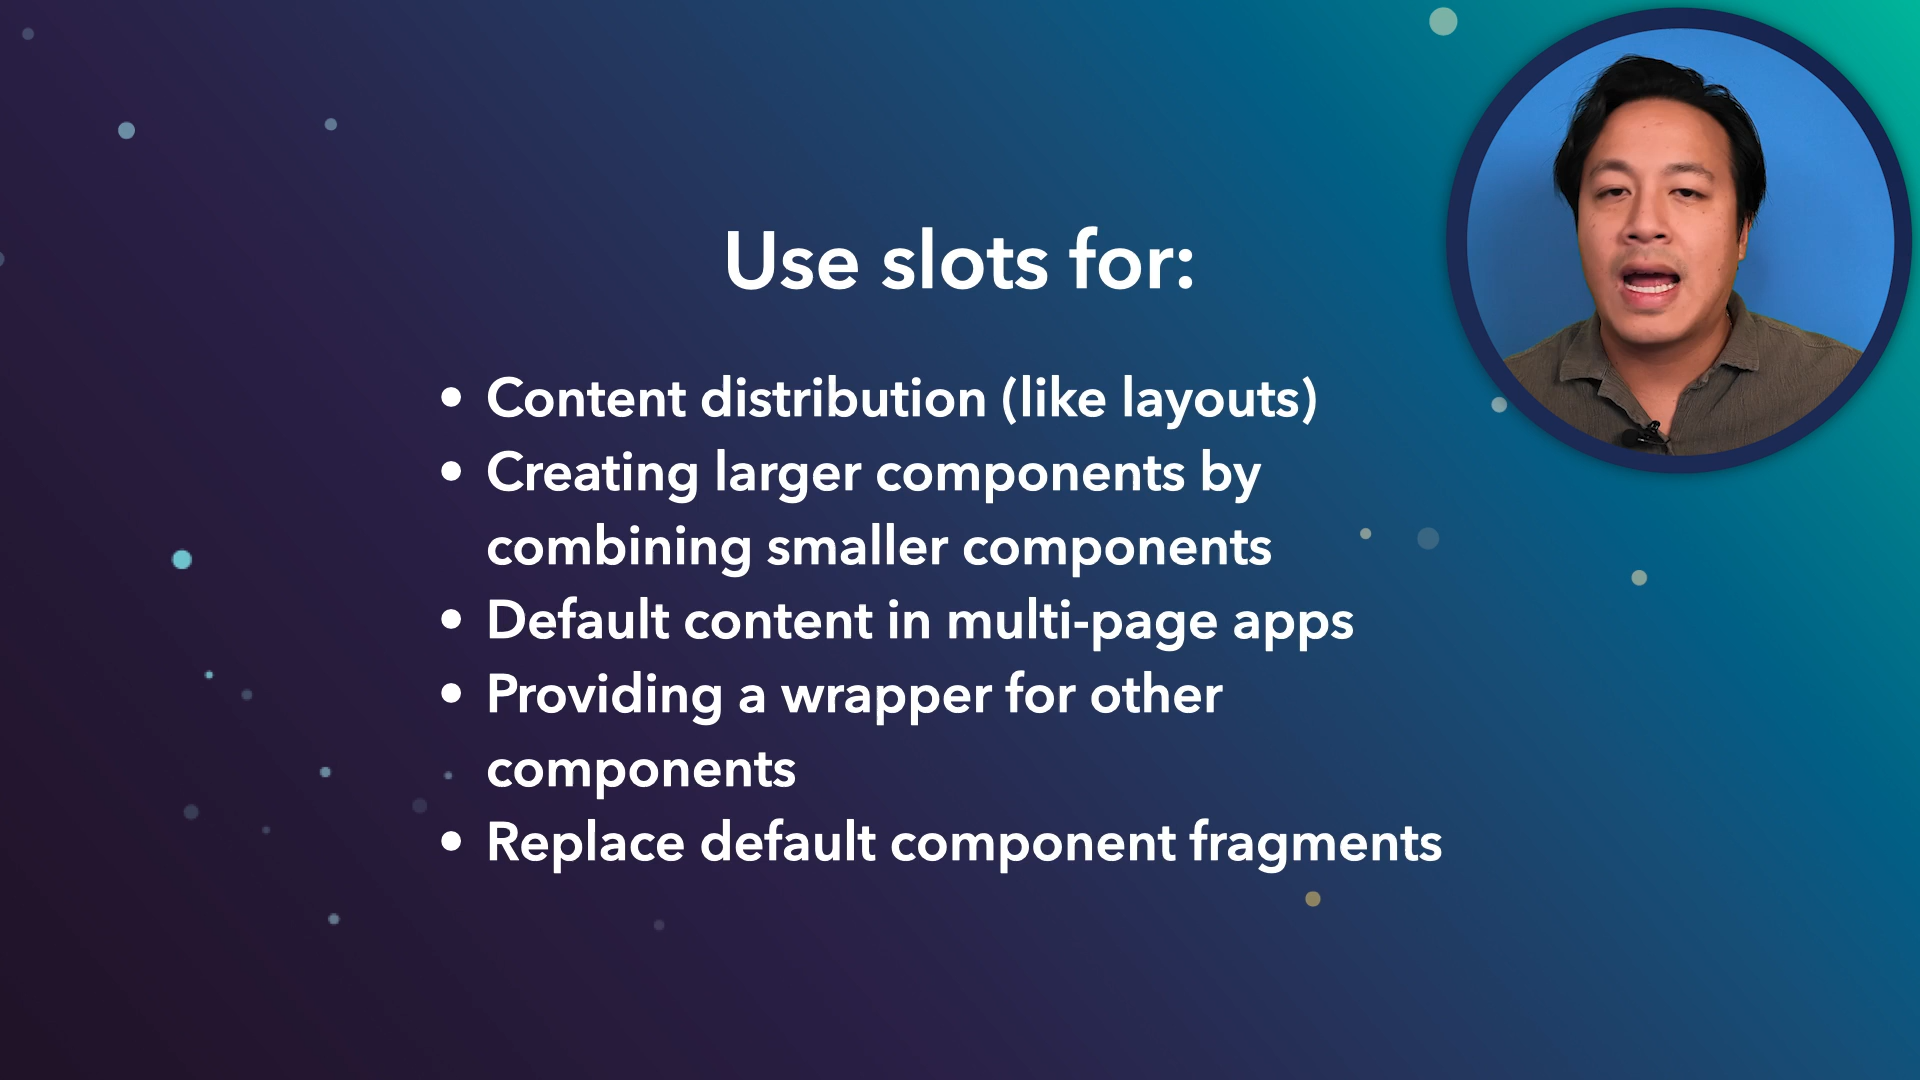 Use slots for:
• Content distribution (like layouts)
• Creating larger components by
combining smaller components
• Default content in multi-page apps
• Providing a wrapper for other
components
• Replace default component fragments